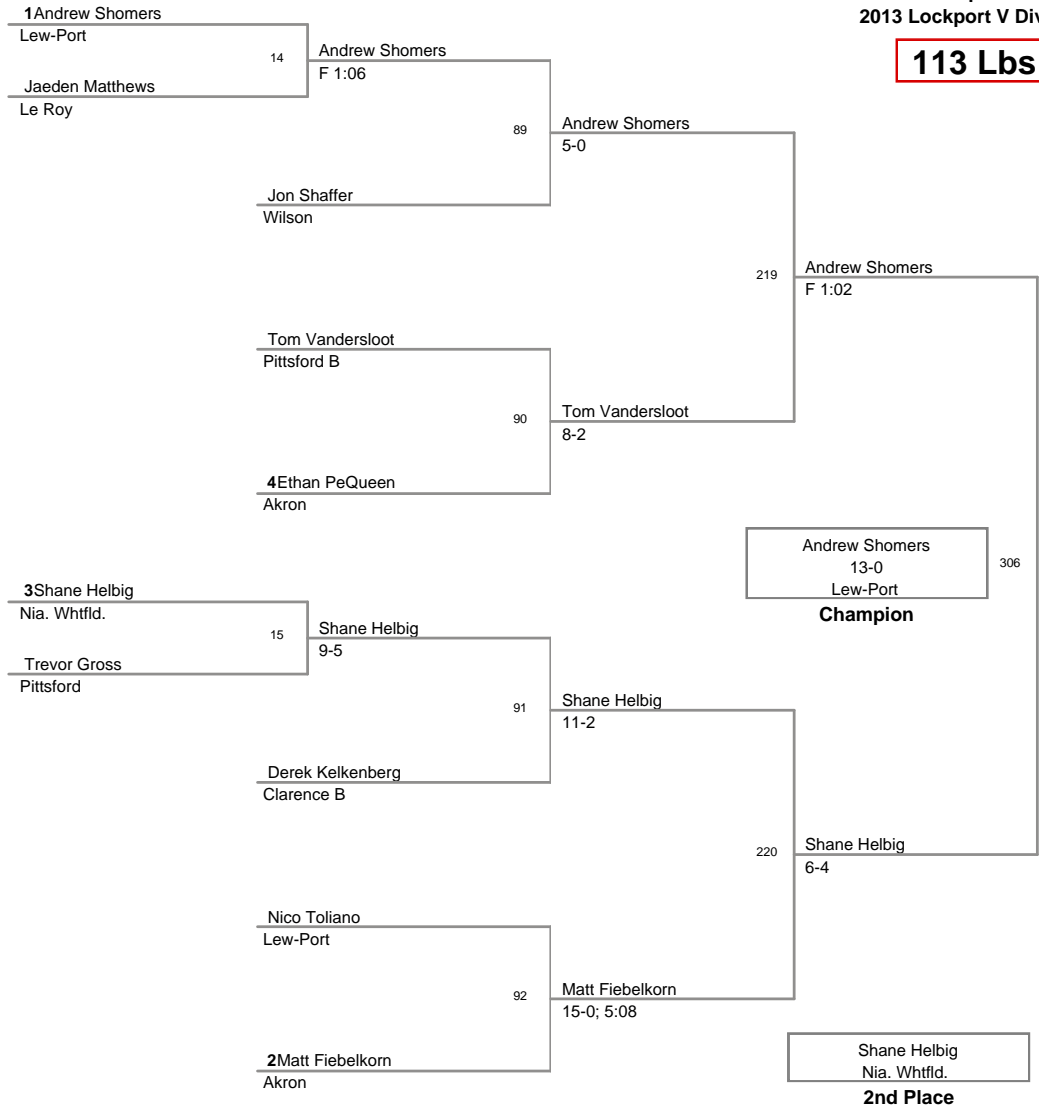 2013 Lockport V Div
113 Lbs
1Andrew Shomers
Lew-Port
14
Andrew Shomers
F 1:06
Jaeden Matthews
Le Roy
89
Andrew Shomers
5-0
Jon Shaffer
Wilson
219
Andrew Shomers
F 1:02
Tom Vandersloot
Pittsford B
90
Tom Vandersloot
8-2
4Ethan PeQueen
Akron
Andrew Shomers
13-0
Lew-Port
306
Champion
3Shane Helbig
Nia. Whtfld.
15
Shane Helbig
9-5
Trevor Gross
Pittsford
91
Shane Helbig
11-2
Derek Kelkenberg
Clarence B
220
Shane Helbig
6-4
Nico Toliano
Lew-Port
92
Matt Fiebelkorn
15-0; 5:08
2Matt Fiebelkorn
Akron
Shane Helbig
Nia. Whtfld.
2nd Place